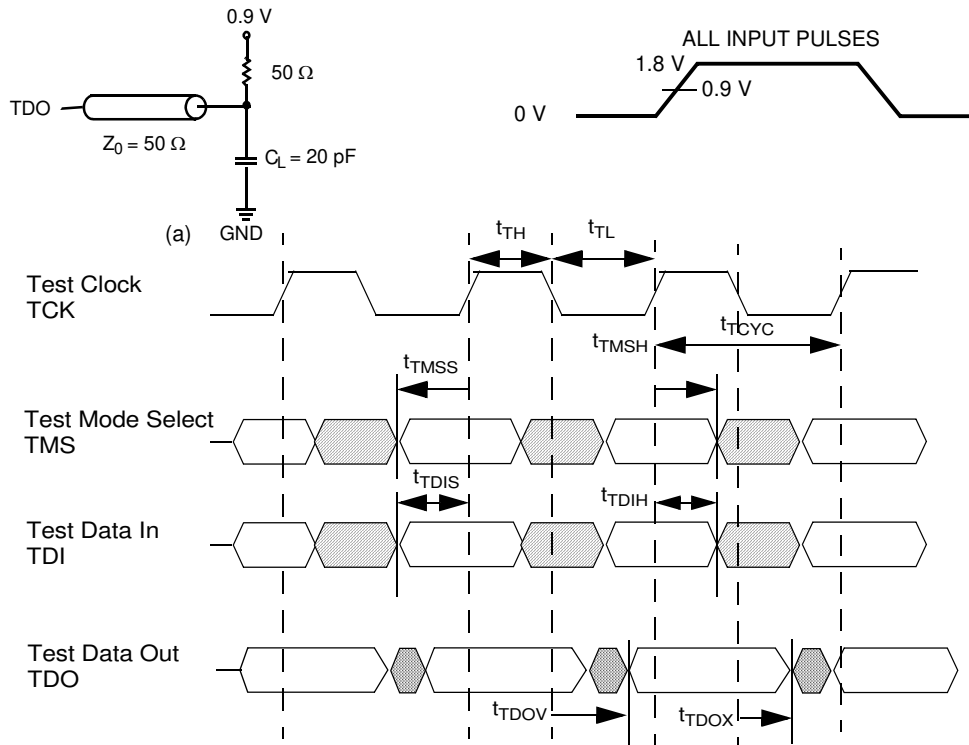 0.9 V
50 Ω
TDO
Z0 = 50 Ω
CL = 20 pF
(a) GND
ALL INPUT PULSES
1.8 V
0.9 V
0 V
tTH
tTL
Test Clock
TCK
tTCYC
tTMSH
tTMSS
Test Mode Select
TMS
tTDIS
tTDIH
Test Data In
TDI
Test Data Out
TDO
tTDOV
tTDOX